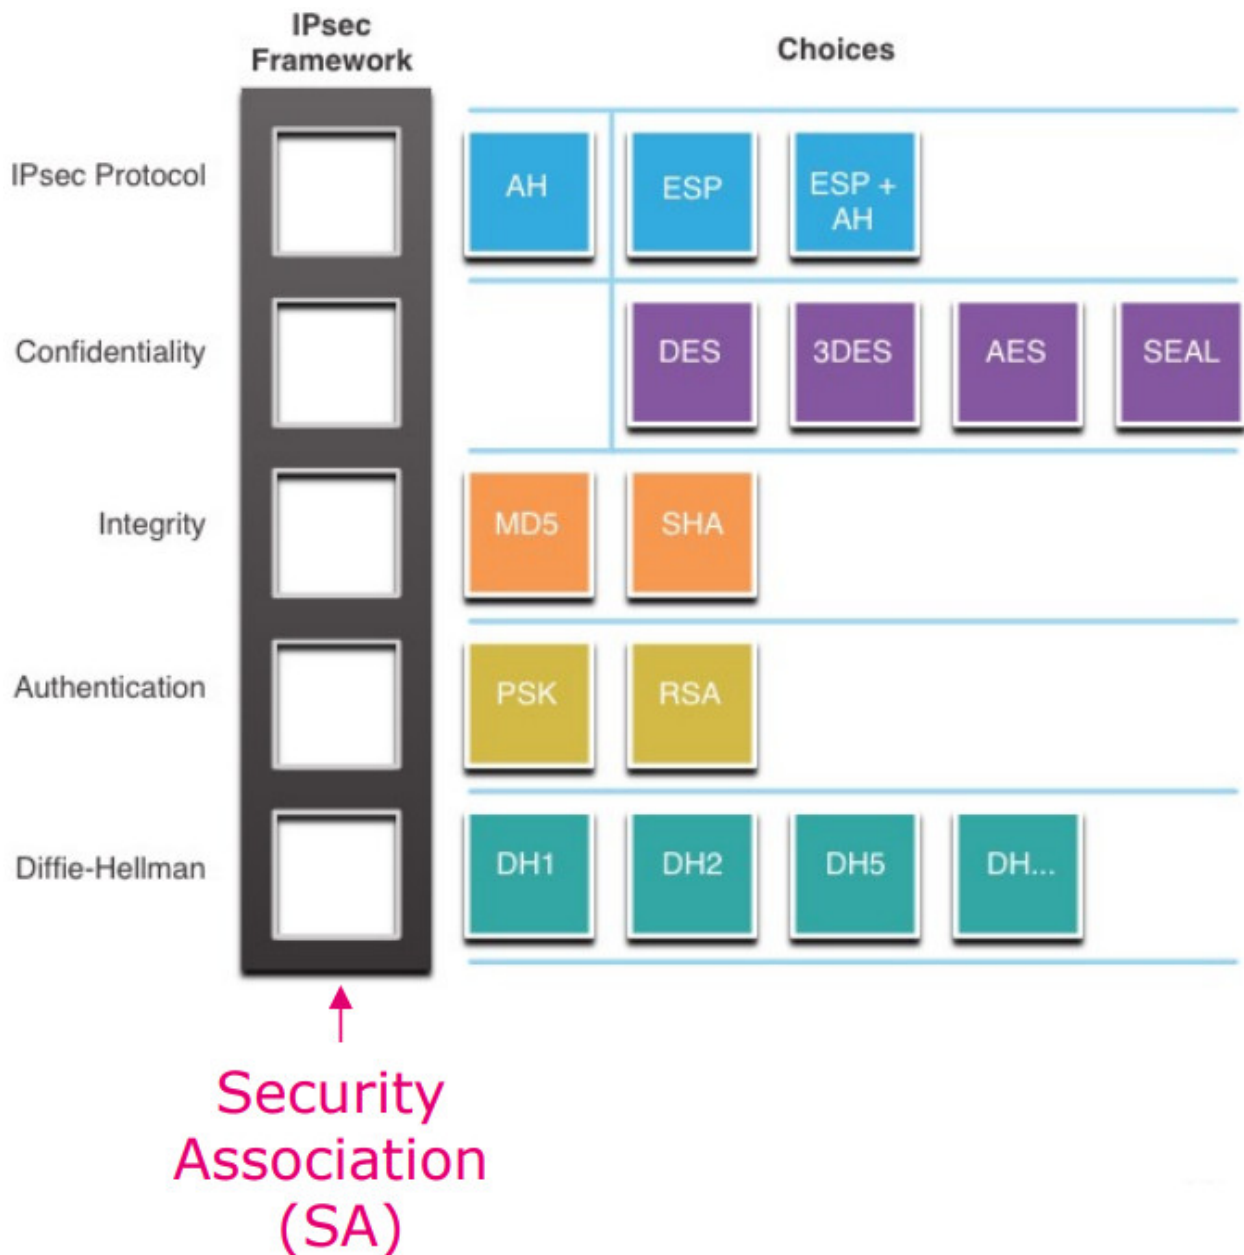 IPsec
Framework
Choices
IPsec Protocol
AH
ESP
ESP +
AH
Confidentiality
DES
3DES
AES
SEAL
Integrity
MD5
SHA
Authentication
PSK
RSA
Diffie-Hellman
DH1
DH2
DH5
DH...
Security
Association
(SA)